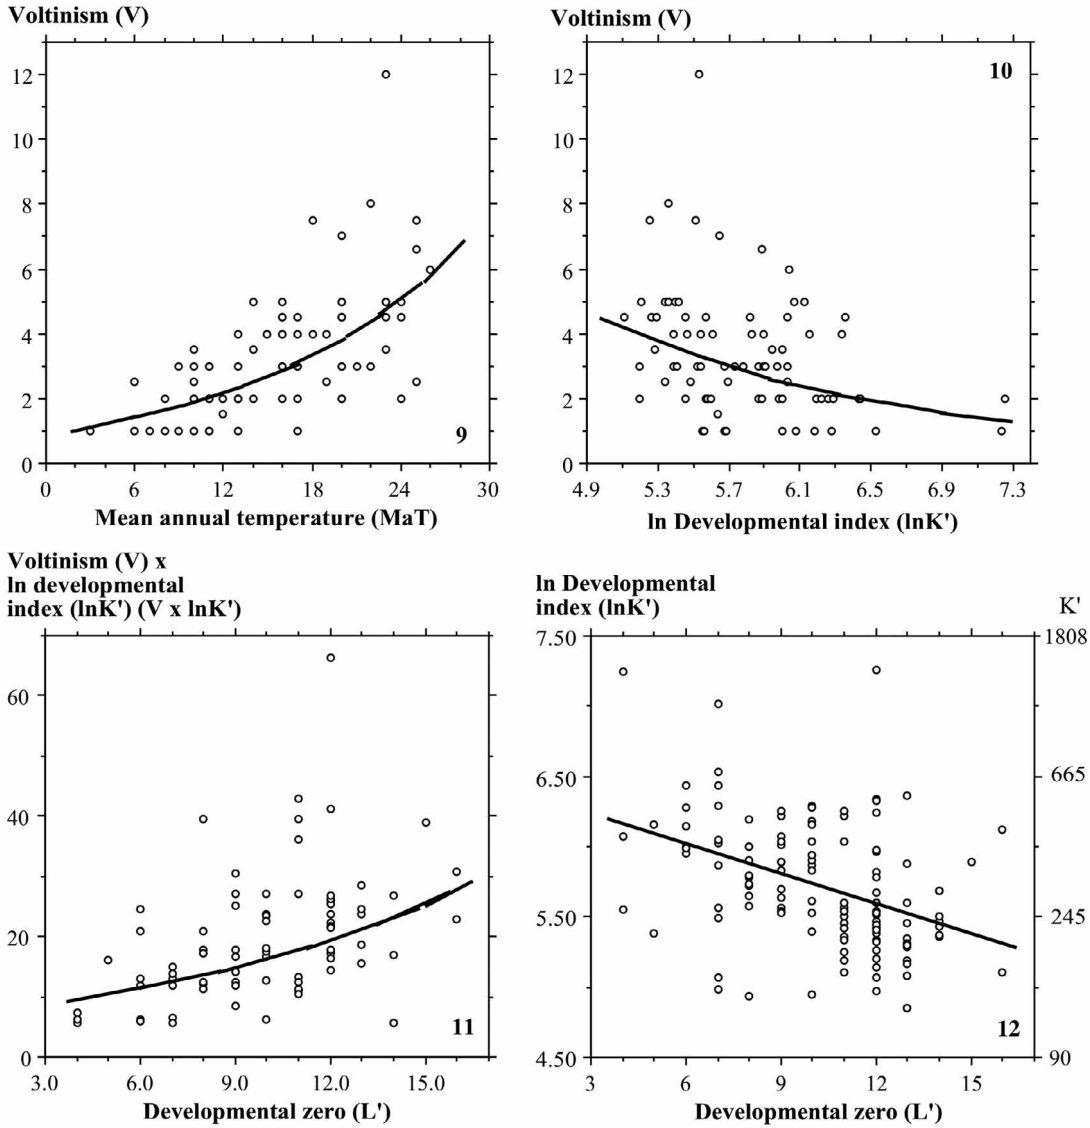 Voltinism (V)
12
10
8
6
4
2
0
0 6 12 18 24 30
9
Mean annual temperature (MaT)
Voltinism (V)
12
10
8
6
4
2
0
4.9 5.3 5.7 6.1 6.5 6.9 7.3
10
ln Developmental index (lnK')
Voltinism (V) x
ln developmental
index (lnK') (V x lnK')
60
40
20
0
3.0 6.0 9.0 12.0 15.0
11
Developmental zero (L')
ln Developmental
index (lnK')
K'
7.50 1808
6.50 665
5.50 245
4.50 90
3 6 9 12 15
12
Developmental zero (L')